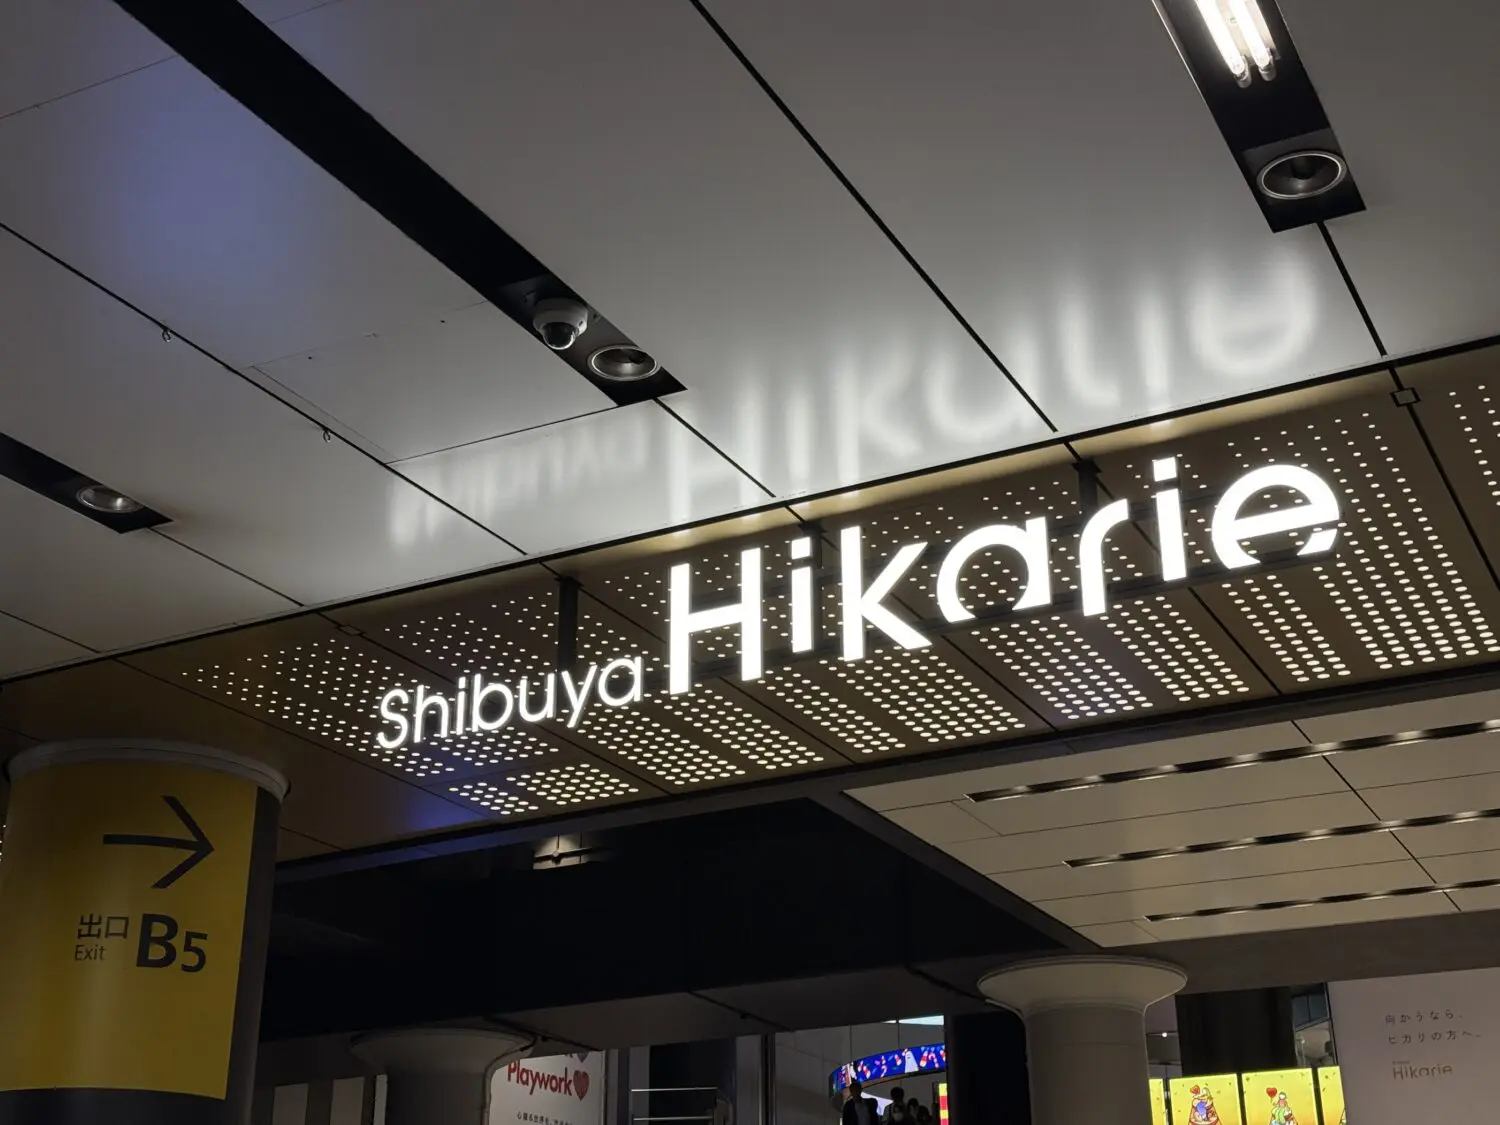 Shibuya Hikarie
出口
Exit
B5
Playwork
向かうなら、
ヒカリの方へ。
Hikarie